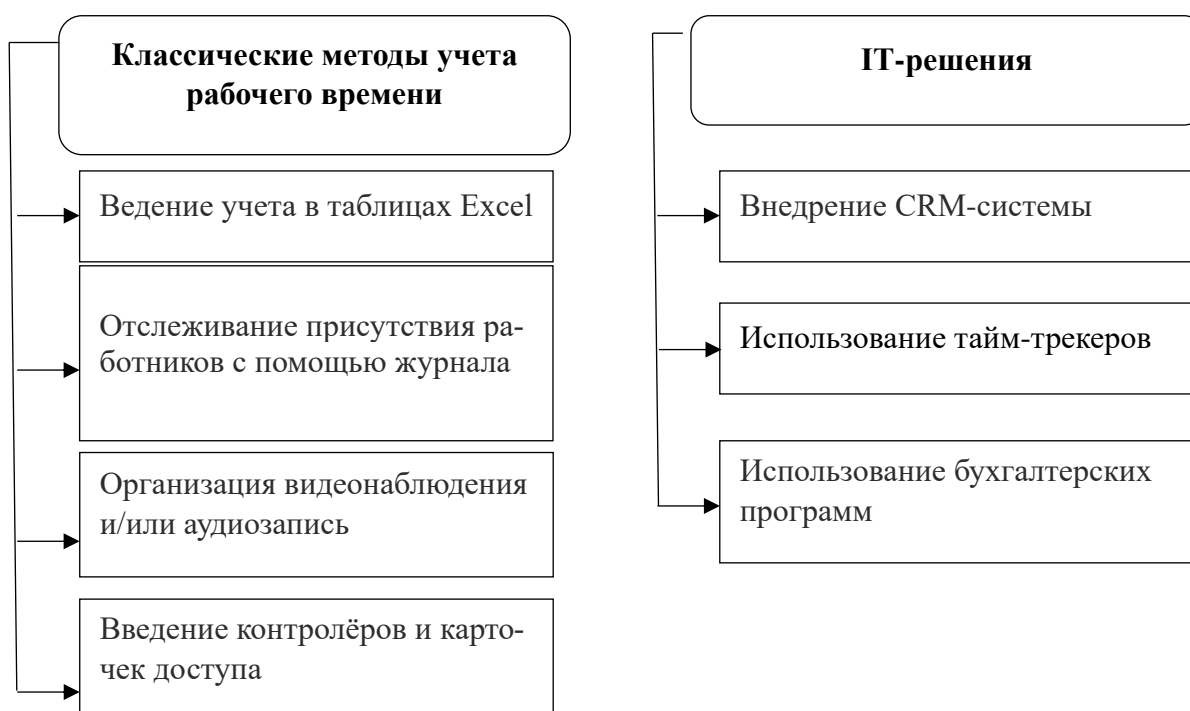 Классические методы учета
рабочего времени
Ведение учета в таблицах Excel
Отслеживание присутствия ра-
ботников с помощью журнала
Организация видеонаблюдения
и/или аудиозапись
Введение контролёров и карто-
чек доступа
IT-решения
Внедрение CRM-системы
Использование тайм-трекеров
Использование бухгалтерских
программ